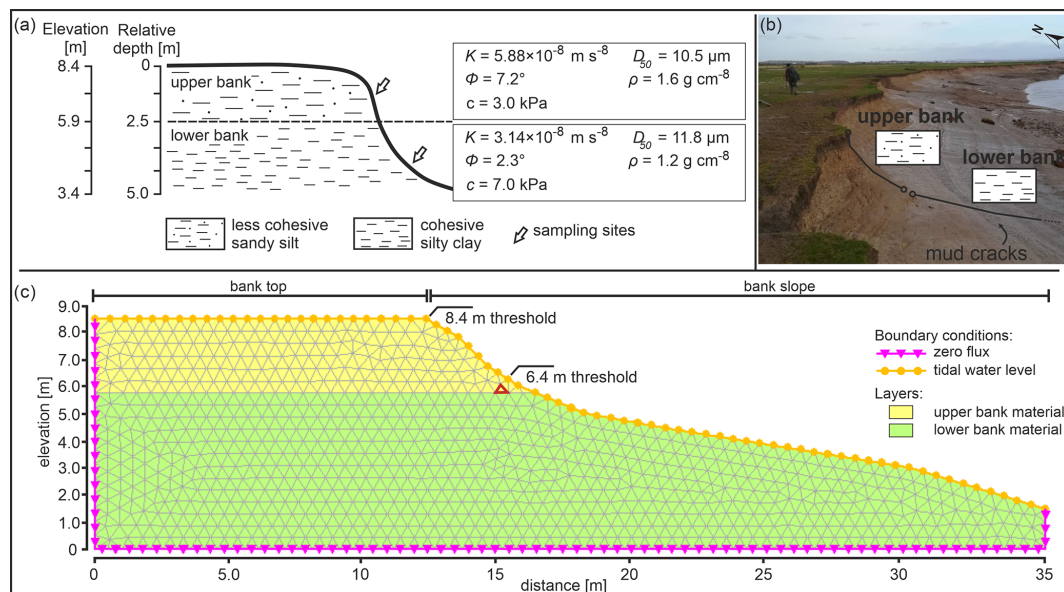 (a)
Elevation [m]
Relative depth [m]
8.4
5.9
3.4
0
2.5
5.0
upper bank
lower bank
K = 5.88×10⁻⁸ m s⁻⁸ D₅₀ = 10.5 µm
Φ = 7.2° ρ = 1.6 g cm⁻⁸
c = 3.0 kPa
K = 3.14×10⁻⁸ m s⁻⁸ D₅₀ = 11.8 µm
Φ = 2.3° ρ = 1.2 g cm⁻⁸
c = 7.0 kPa
less cohesive
sandy silt
cohesive
silty clay
sampling sites
(b)
N
upper bank
lower bank
mud cracks
(c)
bank top
bank slope
9.0
8.0
7.0
6.0
5.0
4.0
3.0
2.0
1.0
0
elevation [m]
8.4 m threshold
6.4 m threshold
Boundary conditions:
zero flux
tidal water level
Layers:
upper bank material
lower bank material
0 5.0 10 15 20 25 30 35
distance [m]